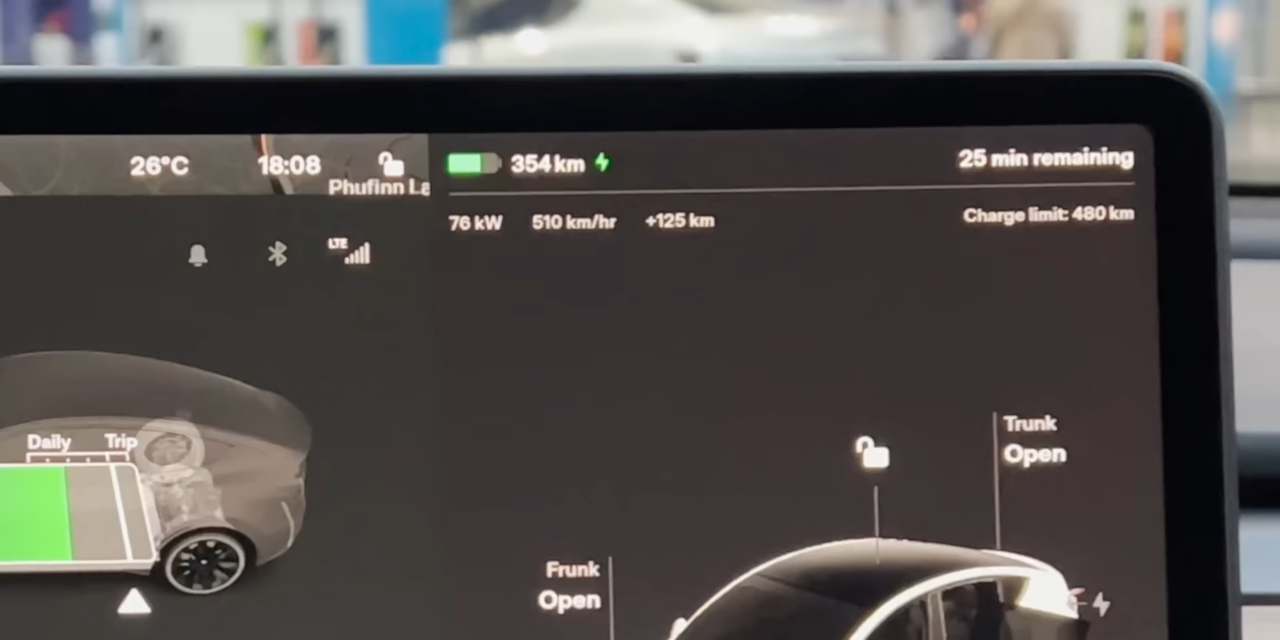 26°C 18:08
Phufinn La
354 km 25 min remaining
76 kW 510 km/hr +125 km Charge limit: 480 km
LTE
Daily Trip
Trunk
Open
Frunk
Open